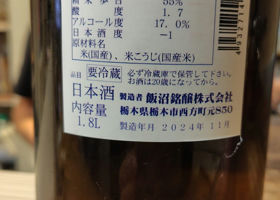 精米歩合 55%
酸度 1.7
アルコール度 17.0%
日本酒度 -1
原材料名
米(国産)、米こうじ(国産米)
要冷蔵 必ず冷蔵庫で保管して下さい。
お酒は20歳になってから。
品目 日本酒
製造者 飯沼銘醸株式会社
栃木県栃木市西方町元850
内容量 1.8L
製造年月 2024年11月
4932714